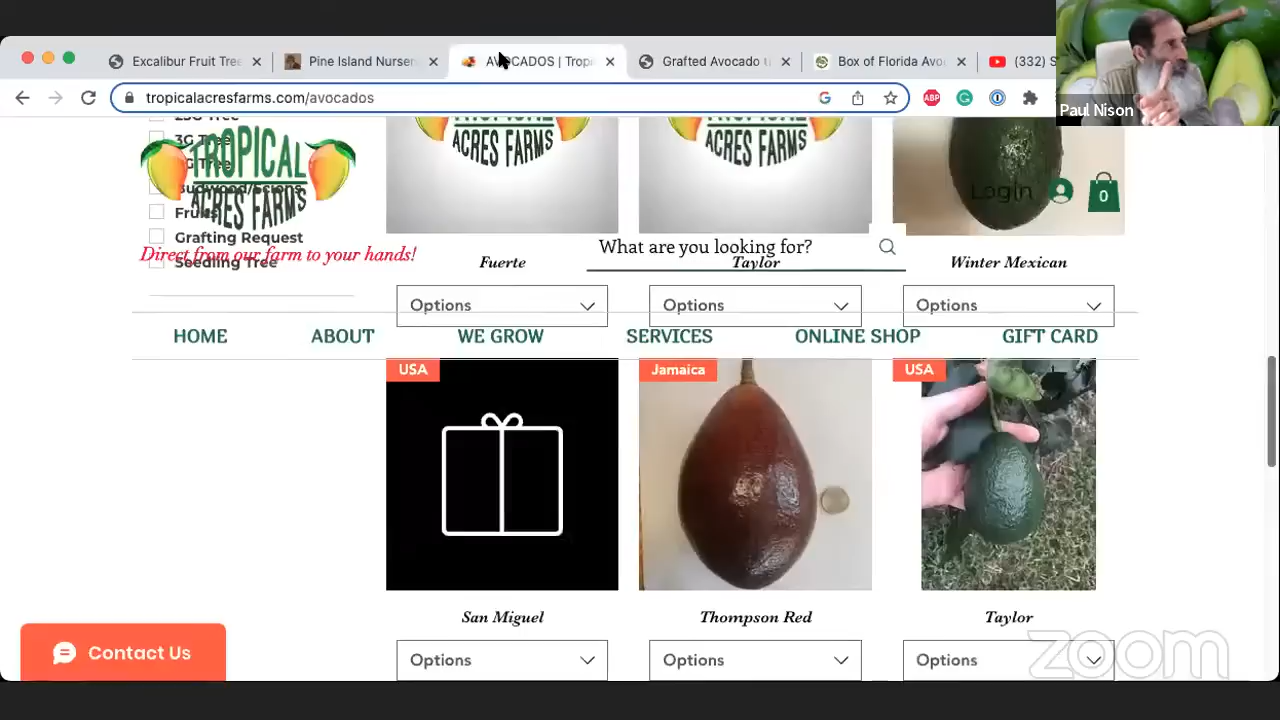 Excalibur Fruit Tree
Pine Island Nurser
AVOCADOS | Tropi
Grafted Avocado
Box of Florida Avo
(332) S
tropicalacresfarms.com/avocados
G
ABP
Paul Nison
TROPICAL
ACRES FARMS
ACRES FARMS
ACRES FARMS
3G Tree
Budwood/Scions
Fruits
Grafting Request
Seedling Tree
Direct from our farm to your hands!
Login
0
What are you looking for?
Fuerte
Taylor
Winter Mexican
Options
Options
Options
HOME
ABOUT
WE GROW
SERVICES
ONLINE SHOP
GIFT CARD
USA
Jamaica
USA
San Miguel
Thompson Red
Taylor
Options
Options
Options
Contact Us
zoom